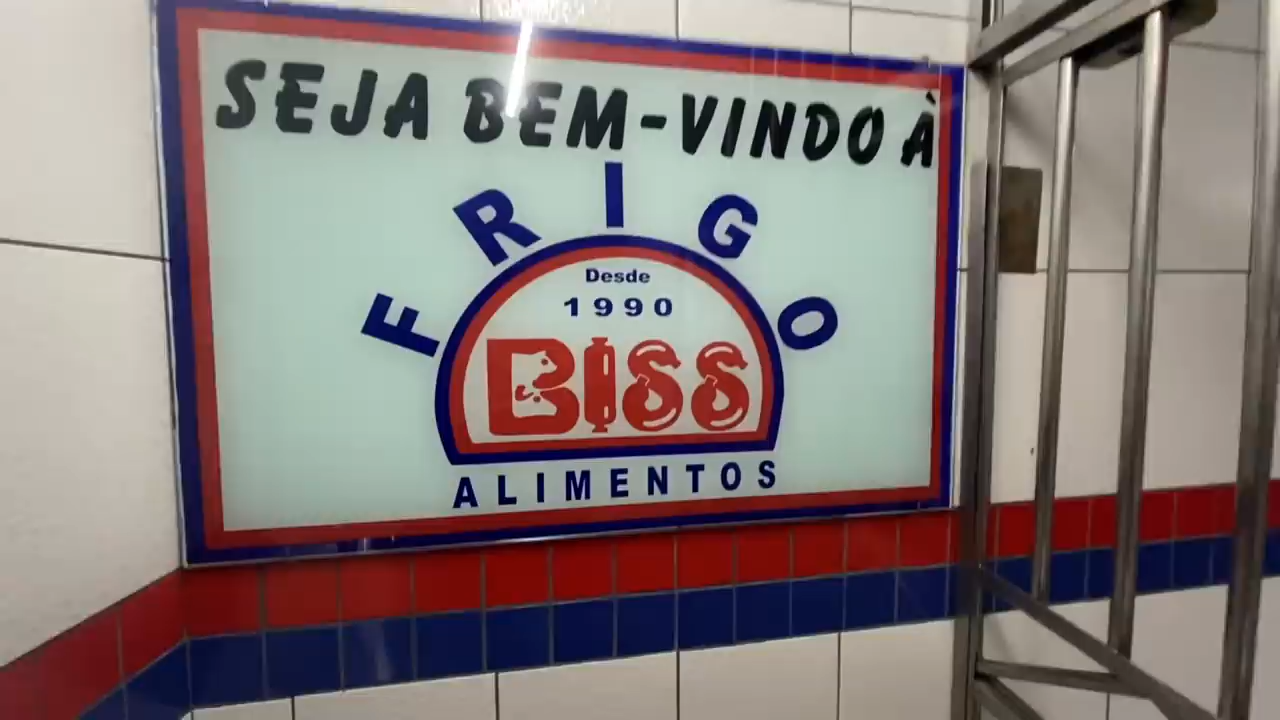 SEJA BEM-VINDO À
FRIGO
Desde
1990
BISS
ALIMENTOS